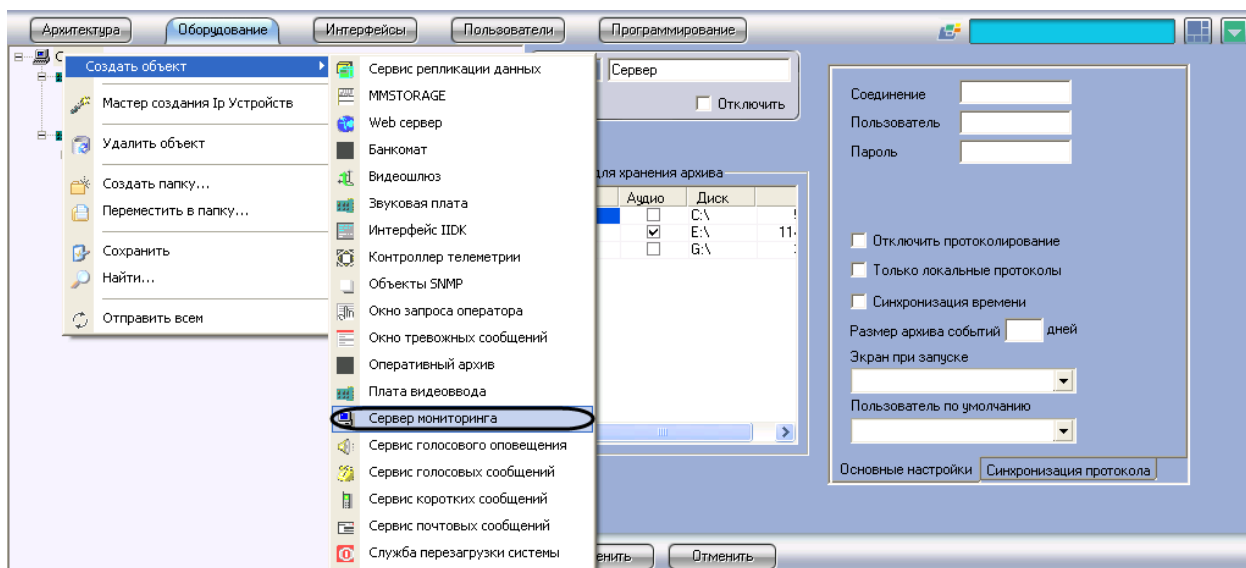 Архитектура Оборудование Интерфейсы Пользователи Программирование
Создать объект
Мастер создания Ip Устройств
Удалить объект
Создать папку...
Переместить в папку...
Сохранить
Найти...
Отправить всем
Сервис репликации данных
MMSTORAGE
Web сервер
Банкомат
Видеошлюз
Звуковая плата
Интерфейс IIDK
Контроллер телеметрии
Объекты SNMP
Окно запроса оператора
Окно тревожных сообщений
Оперативный архив
Плата видеоввода
Сервер мониторинга
Сервис голосового оповещения
Сервис голосовых сообщений
Сервис коротких сообщений
Сервис почтовых сообщений
Служба перезагрузки системы
Сервер
Отключить
для хранения архива
Аудио Диск
C:\
E:\ 11
G:\
Отменить
Соединение
Пользователь
Пароль
Отключить протоколирование
Только локальные протоколы
Синхронизация времени
Размер архива событий дней
Экран при запуске
Пользователь по умолчанию
Основные настройки Синхронизация протокола